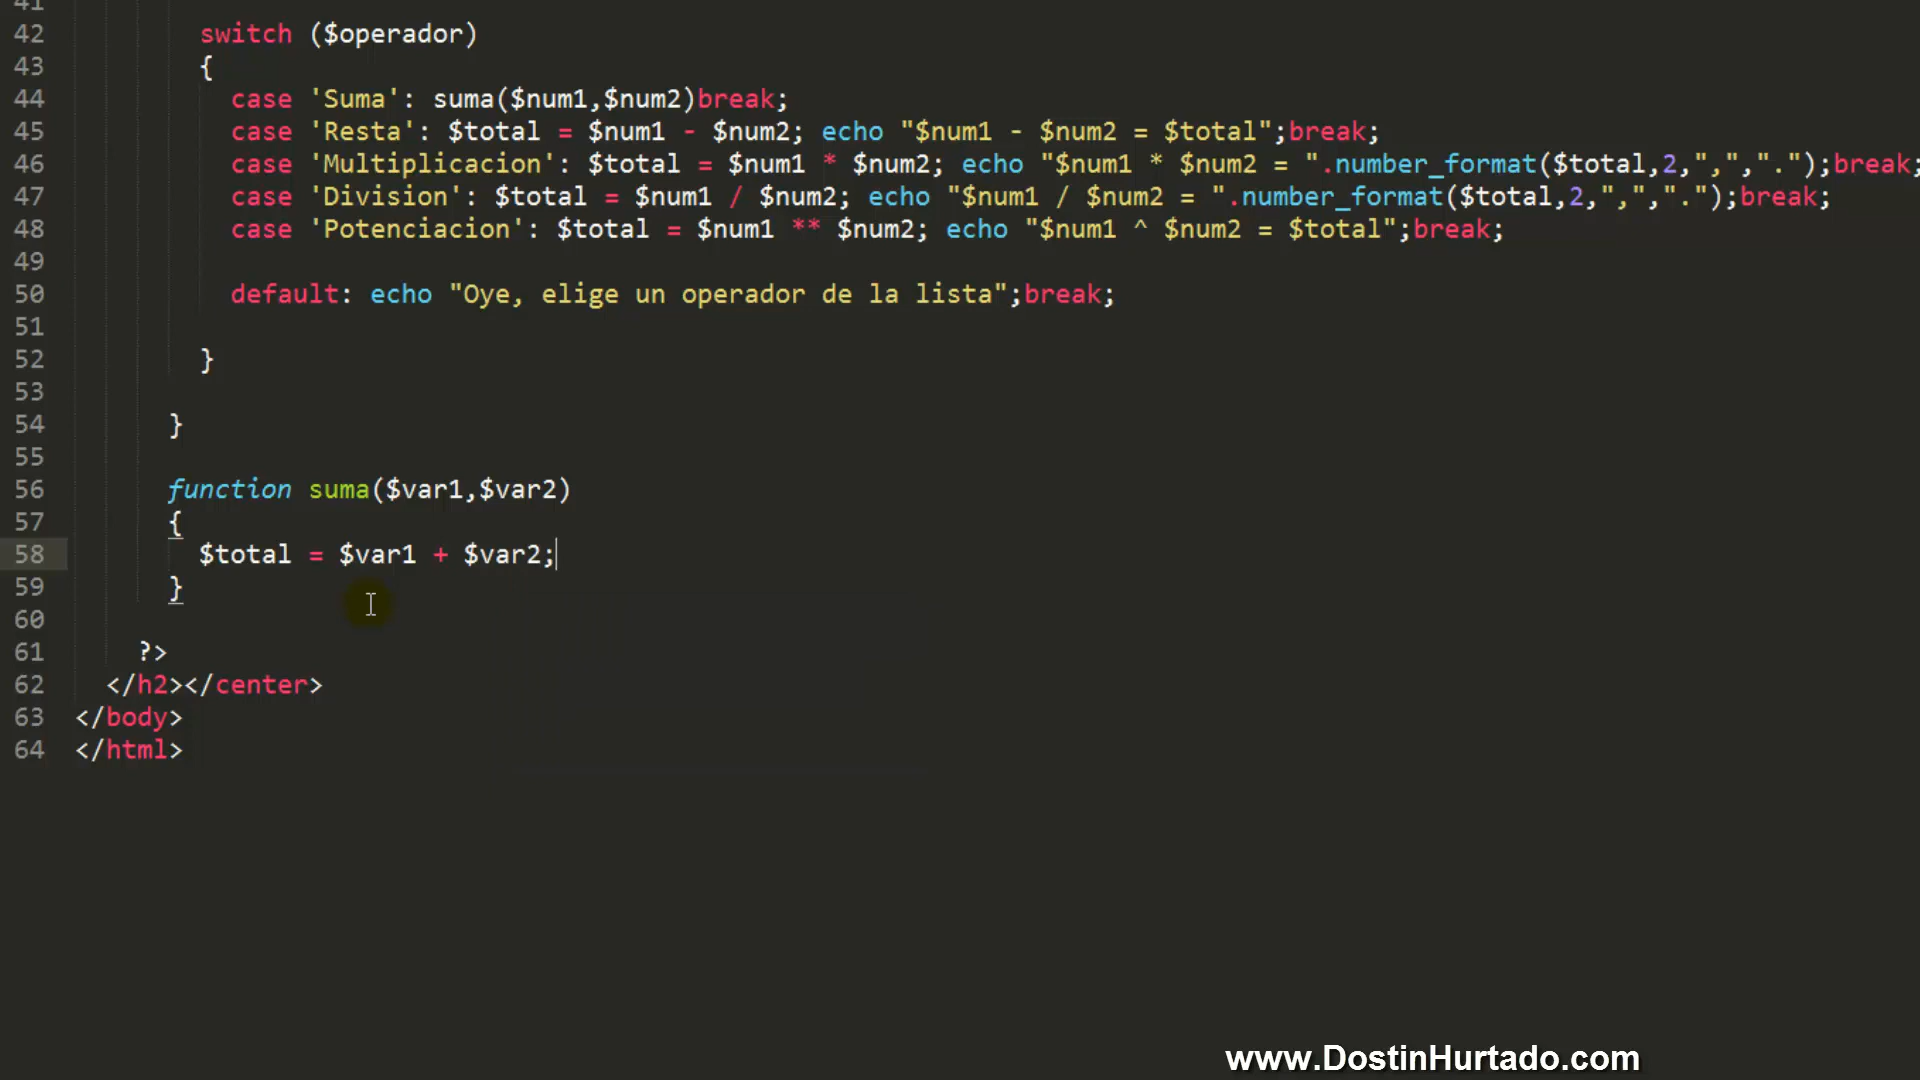 41
42 switch ($operador)
43 {
44 case 'Suma': suma($num1,$num2)break;
45 case 'Resta': $total = $num1 - $num2; echo "$num1 - $num2 = $total";break;
46 case 'Multiplicacion': $total = $num1 * $num2; echo "$num1 * $num2 = ".number_format($total,2,",",".");break;
47 case 'Division': $total = $num1 / $num2; echo "$num1 / $num2 = ".number_format($total,2,",",".");break;
48 case 'Potenciacion': $total = $num1 ** $num2; echo "$num1 ^ $num2 = $total";break;
49
50 default: echo "Oye, elige un operador de la lista";break;
51
52 }
53
54 }
55
56 function suma($var1,$var2)
57 {
58 $total = $var1 + $var2;
59 }
60
61 ?>
62 </h2></center>
63 </body>
64 </html>
www.DostinHurtado.com